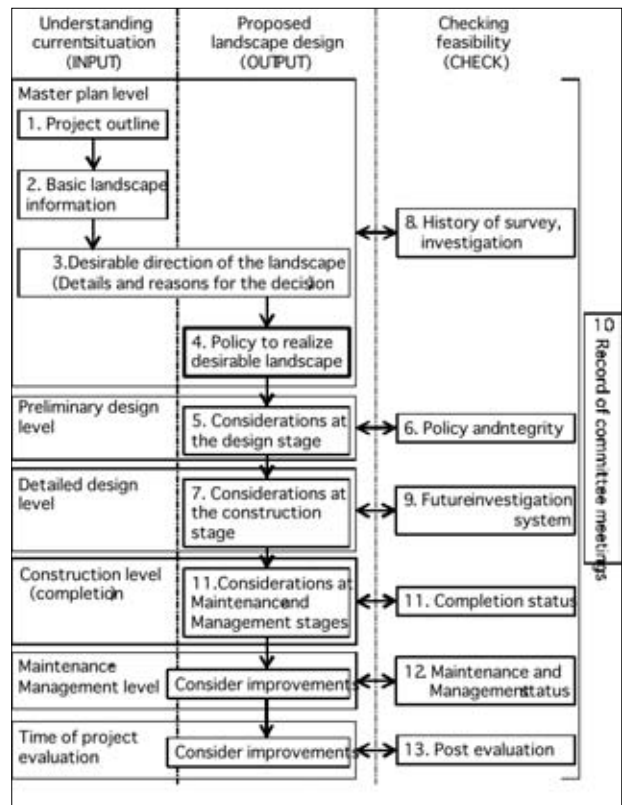 Understanding
currentsituation
(INPUT)
Proposed
landscape design
(OUTPUT)
Checking
feasibility
(CHECK)
Master plan level
1. Project outline
2. Basic landscape
information
3.Desirable direction of the landscape
(Details and reasons for the decision)
4. Policy to realize
desirable landscape
8. History of survey,
investigation
10 Record of committee meetings
Preliminary design
level
5. Considerations at
the design stage
6. Policy andntegrity
Detailed design
level
7. Considerations at
the construction
stage
9. Futureinvestigation
system
Construction level
(completion)
11.Considerations at
Maintenanceand
Management stages
11. Completion status
Maintenance-
Management level
Consider improvements
12. Maintenance and
Managementstatus
Time of project
evaluation
Consider improvements
13. Post evaluation